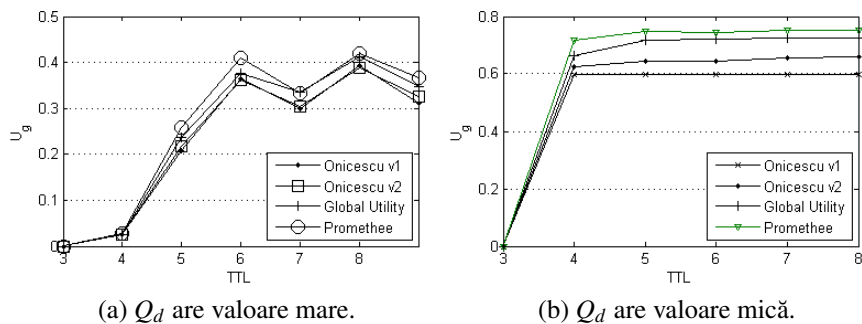 0.5
0.4
0.3
0.2
0.1
0
U_g
3 4 5 6 7 8
TTL
Onicescu v1
Onicescu v2
Global Utility
Promethee
(a) Q_d are valoare mare.
0.8
0.6
0.4
0.2
0
U_g
3 4 5 6 7 8
TTL
Onicescu v1
Onicescu v2
Global Utility
Promethee
(b) Q_d are valoare mică.